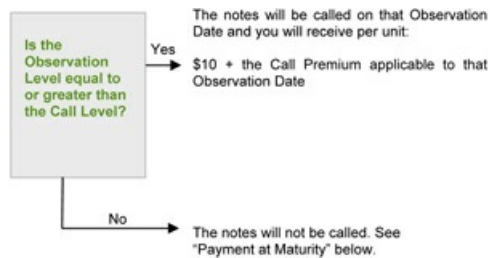 The notes will be called on that Observation
Date and you will receive per unit:
$10 + the Call Premium applicable to that
Observation Date
Is the
Observation
Level equal to
or greater than
the Call Level?
Yes
No
The notes will not be called. See
"Payment at Maturity" below.